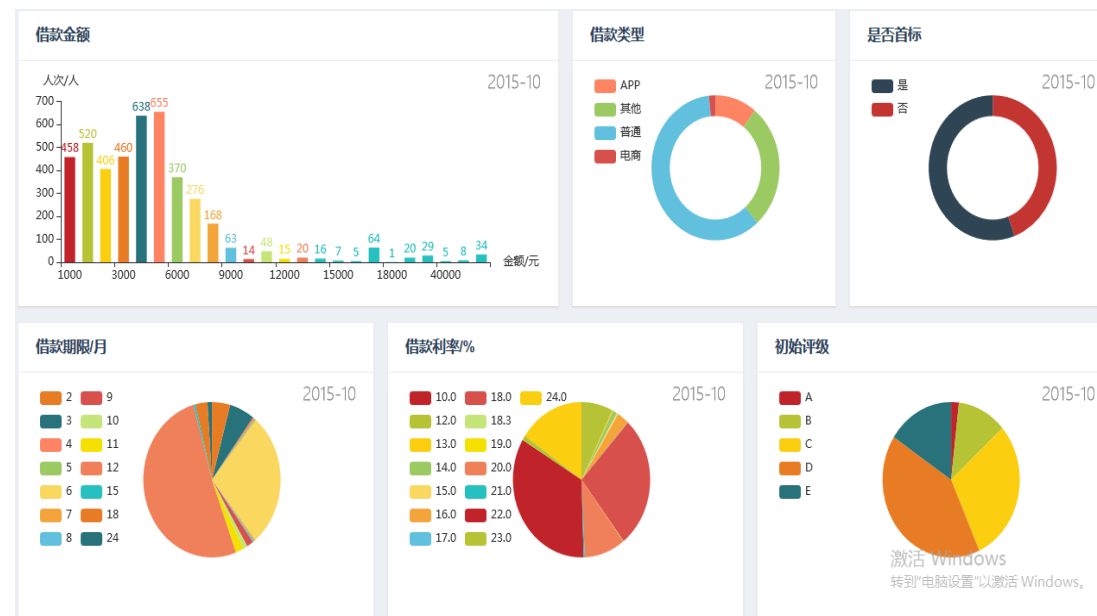 借款金额
人次/人
2015-10
700
600
500
400
300
200
100
0
458
520
406
460
638
655
370
276
168
63
14
48
15
20
16
7
5
64
1
20
29
5
8
34
1000
3000
6000
9000
12000
15000
18000
40000
金额/元
借款类型
2015-10
APP
其他
普通
电商
是否首标
2015-10
是
否
借款期限/月
2015-10
2 9
3 10
4 11
5 12
6 15
7 18
8 24
借款利率/%
2015-10
10.0 18.0 24.0
12.0 18.3
13.0 19.0
14.0 20.0
15.0 21.0
16.0 22.0
17.0 23.0
初始评级
2015-10
A
B
C
D
E
激活 Windows
转到"电脑设置"以激活 Windows。